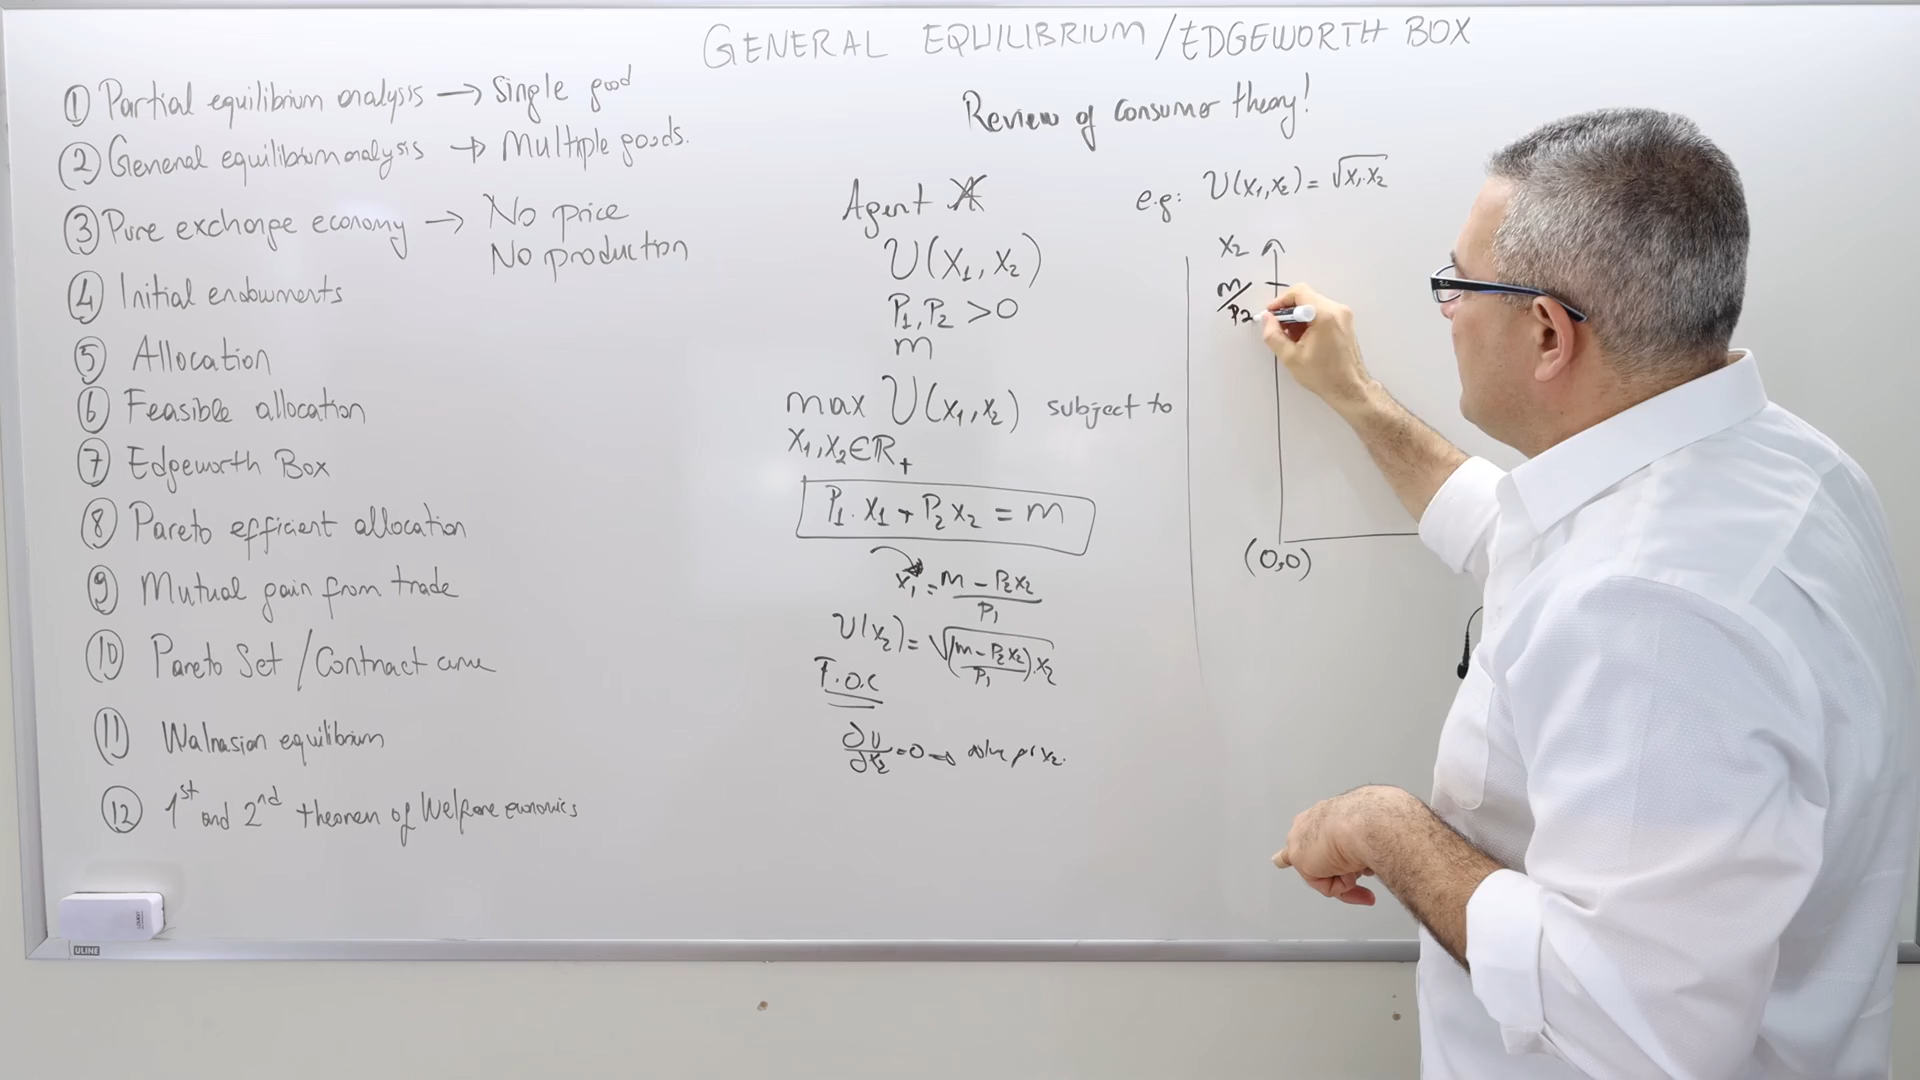 GENERAL EQUILIBRIUM/EDGEWORTH BOX
① Partial equilibrium analysis → Single good
② General equilibrium analysis → Multiple goods.
③ Pure exchange economy → No price
No production
④ Initial endowments
⑤ Allocation
⑥ Feasible allocation
⑦ Edgeworth Box
⑧ Pareto efficient allocation
⑨ Mutual gain from trade
⑩ Pareto Set / Contract curve
⑪ Walrasian equilibrium
⑫ 1st and 2nd theorem of Welfare economics
Review of consumer theory!
Agent A
U(x₁, x₂)
P₁, P₂ > 0
m
max U(x₁, x₂) subject to
x₁, x₂ ∈ ℝ₊
P₁. x₁ + P₂ x₂ = m
x₁ = (m - P₂x₂)/P₁
U(x₂) = √((m - P₂x₂)/P₁).x₂
F.O.C
∂U/∂x₂ = 0 → solve for x₂.
e.g: U(x₁, x₂) = √x₁.x₂
x₂
m/P₂
(0,0)
ULINE